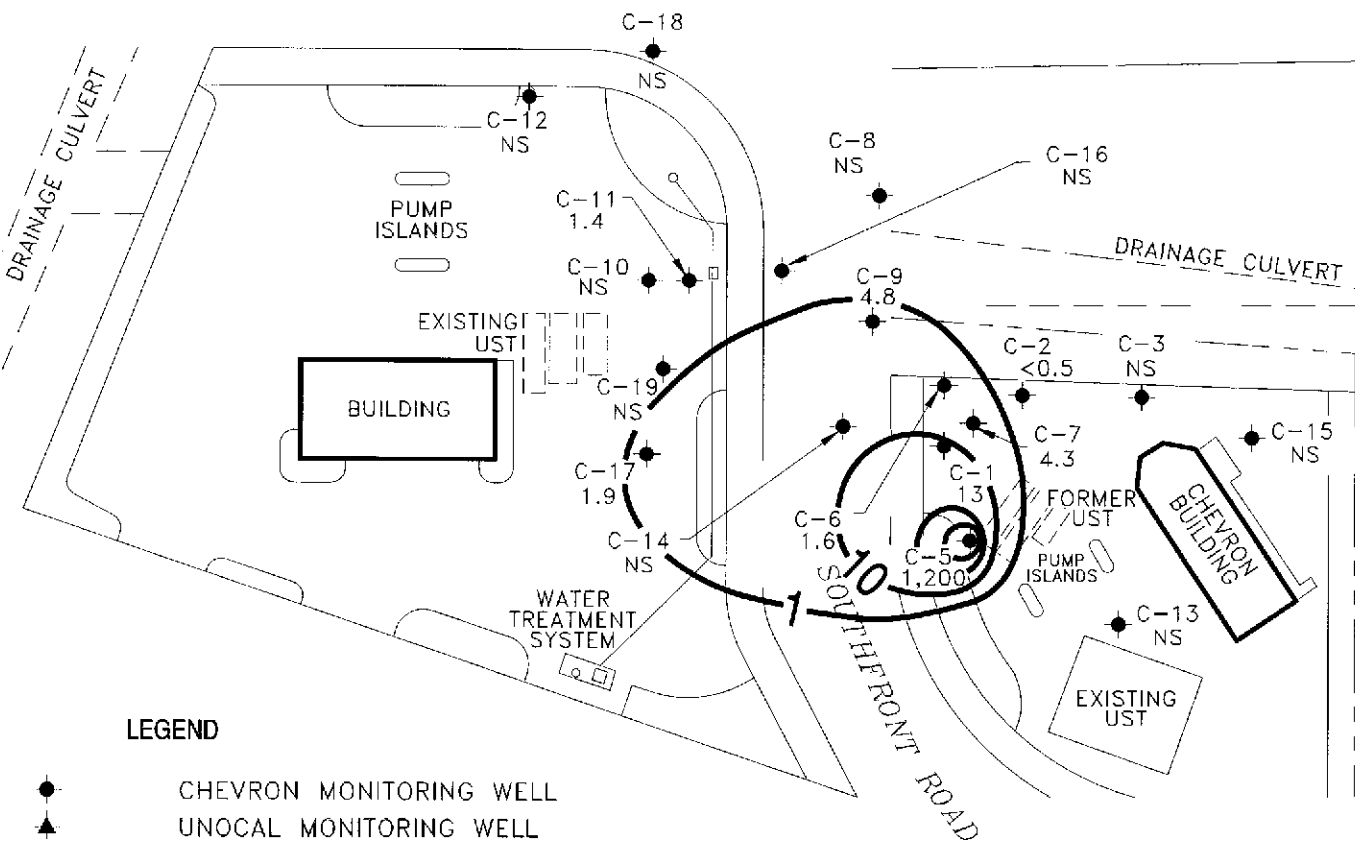 C-18
NS
C-12
NS
DRAINAGE CULVERT
C-8
NS
C-16
NS
PUMP
ISLANDS
C-11
1.4
DRAINAGE CULVERT
C-10
NS
C-9
4.8
EXISTING
UST
C-2
<0.5
C-3
NS
C-19
NS
BUILDING
C-7
4.3
C-15
NS
C-17
1.9
C-1
13
FORMER
UST
CHEVRON
BUILDING
C-6
1.6
C-14
NS
C-5
1,200
PUMP
ISLANDS
10
1
SOUTHFRONT ROAD
WATER
TREATMENT
SYSTEM
C-13
NS
EXISTING
UST
LEGEND
CHEVRON MONITORING WELL
UNOCAL MONITORING WELL